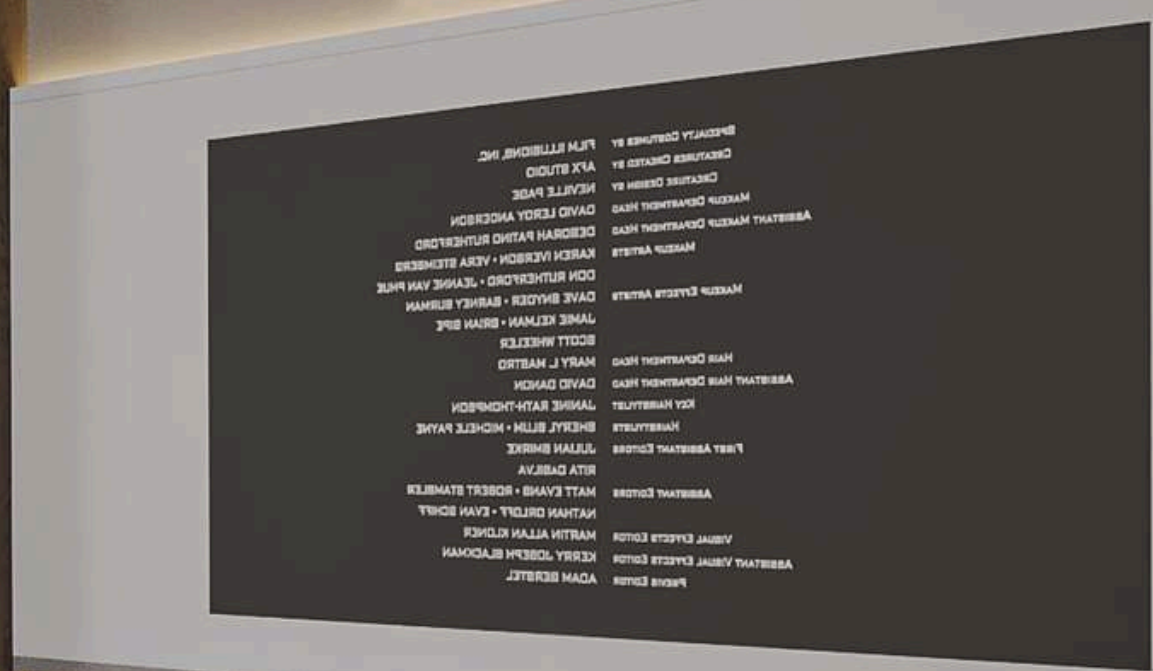 SPECIALTY COSTUMES BY FILM ILLUSIONS, INC.
CREATURES CREATED BY AFX STUDIO
CREATURE DESIGN BY NEVILLE PAGE
MAKEUP DEPARTMENT HEAD DAVID LEROY ANDERSON
ASSISTANT MAKEUP DEPARTMENT HEAD DEBORAH PATINO RUTHERFORD
MAKEUP ARTISTS KAREN IVERSON • VERA STEIMBERG
DON RUTHERFORD • JEANNE VAN PHUE
MAKEUP EFFECTS ARTISTS DAVE SNYDER • BARNEY BURMAN
JAMIE KELMAN • BRIAN SIPE
SCOTT WHEELER
HAIR DEPARTMENT HEAD MARY L. MASTRO
ASSISTANT HAIR DEPARTMENT HEAD DAVID DANON
KEY HAIRSTYLIST JANINE RATH-THOMPSON
HAIRSTYLISTS SHERYL BLUM • MICHELE PAYNE
FIRST ASSISTANT EDITORS JULIAN SMIRKE
RITA DASILVA
ASSISTANT EDITORS MATT EVANS • ROBERT STAMBLER
NATHAN ORLOFF • EVAN SCHIFF
VISUAL EFFECTS EDITOR MARTIN ALLAN KLONER
ASSISTANT VISUAL EFFECTS EDITOR KERRY JOSEPH BLACKMAN
PREVIS EDITOR ADAM GERSTEL